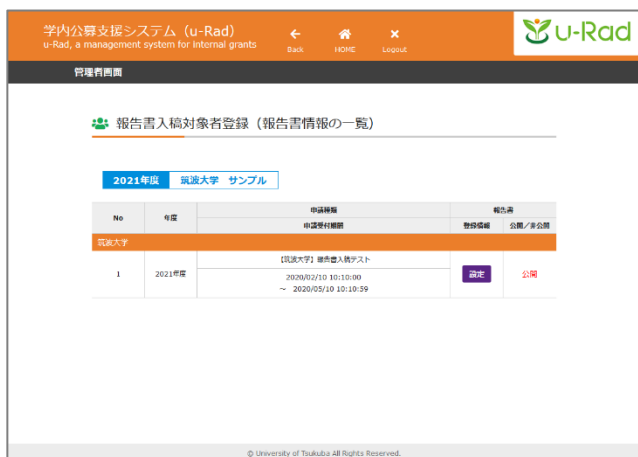 学内公募支援システム（u-Rad）
u-Rad, a management system for internal grants
Back HOME Logout
u-Rad
管理者画面
報告書入稿対象者登録（報告書情報の一覧）
2021年度 筑波大学 サンプル
No 年度 申請種類 報告書
申請受付期間 登録情報 公開／非公開
筑波大学
1 2021年度 【筑波大学】報告書入稿テスト 設定 公開
2020/02/10 10:10:00
～ 2020/05/10 10:10:59
© University of Tsukuba All Rights Reserved.